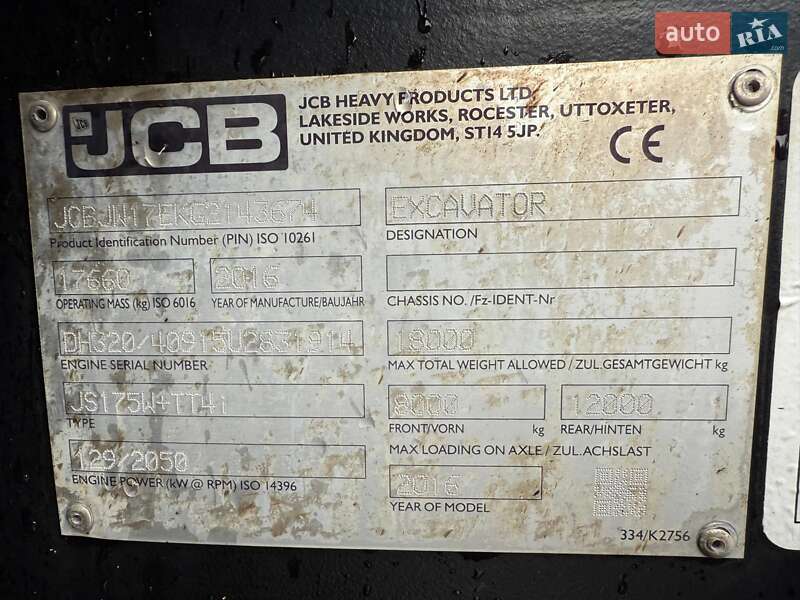 auto RIA.com
JCB
JCB HEAVY PRODUCTS LTD
LAKESIDE WORKS, ROCESTER, UTTOXETER,
UNITED KINGDOM, ST14 5JP.
CE
JCBJW17EKG2143674
Product Identification Number (PIN) ISO 10261
EXCAVATOR
DESIGNATION
17660
OPERATING MASS (kg) ISO 6016
2016
YEAR OF MANUFACTURE/BAUJAHR
CHASSIS NO. /Fz-IDENT-Nr
DH320/40915U2831914
ENGINE SERIAL NUMBER
18000
MAX TOTAL WEIGHT ALLOWED / ZUL.GESAMTGEWICHT kg
JS175W+TT4i
TYPE
8000
FRONT/VORN kg
12000
REAR/HINTEN kg
MAX LOADING ON AXLE / ZUL.ACHSLAST
129/2050
ENGINE POWER (kW @ RPM) ISO 14396
2016
YEAR OF MODEL
334/K2756